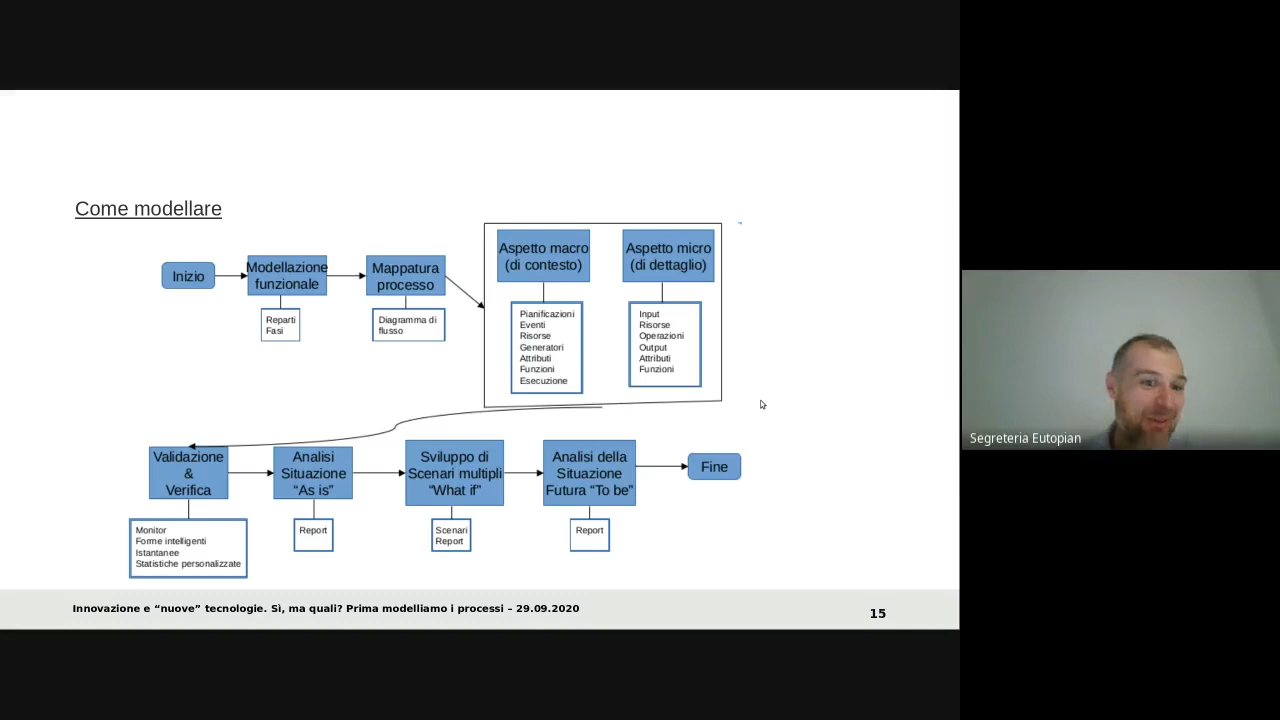 Come modellare
Inizio
Modellazione
funzionale
Reparti
Fasi
Mappatura
processo
Diagramma di
flusso
Aspetto macro
(di contesto)
Pianificazioni
Eventi
Risorse
Generatori
Attributi
Funzioni
Esecuzione
Aspetto micro
(di dettaglio)
Input
Risorse
Operazioni
Output
Attributi
Funzioni
Validazione
&
Verifica
Monitor
Forme intelligenti
Istantanee
Statistiche personalizzate
Analisi
Situazione
“As is”
Report
Sviluppo di
Scenari multipli
“What if”
Scenari
Report
Analisi della
Situazione
Futura “To be”
Report
Fine
Innovazione e “nuove” tecnologie. Sì, ma quali? Prima modelliamo i processi – 29.09.2020
15
Segreteria Eutopian